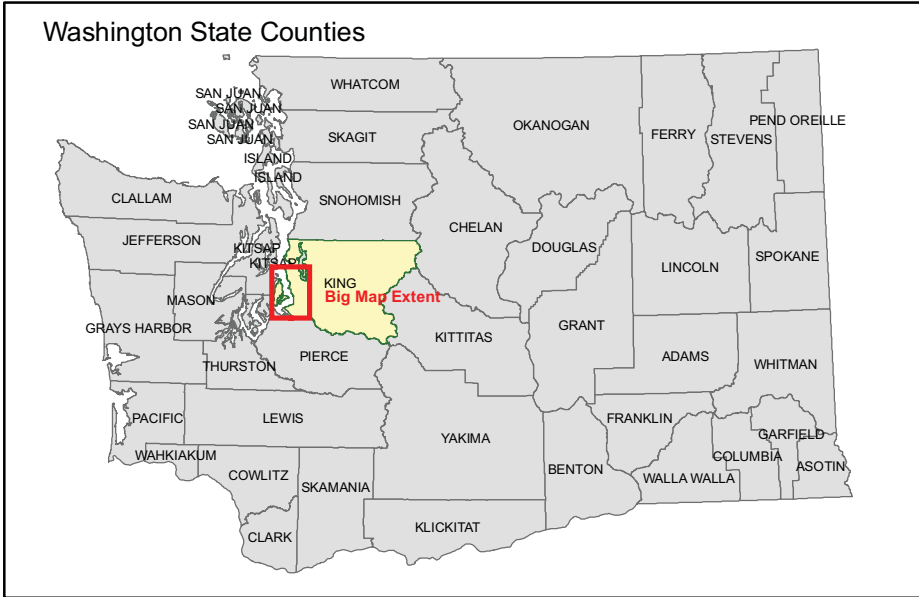 Washington State Counties
WHATCOM
SAN JUAN
SAN JUAN
SAN JUAN
SAN JUAN
SKAGIT
OKANOGAN
FERRY
STEVENS
PEND OREILLE
ISLAND
ISLAND
CLALLAM
SNOHOMISH
CHELAN
JEFFERSON
DOUGLAS
KITSAP
KITSAP
LINCOLN
SPOKANE
KING
Big Map Extent
MASON
GRAYS HARBOR
GRANT
KITTITAS
PIERCE
ADAMS
WHITMAN
THURSTON
PACIFIC
LEWIS
YAKIMA
FRANKLIN
GARFIELD
WAHKIAKUM
COLUMBIA
ASOTIN
COWLITZ
SKAMANIA
BENTON
WALLA WALLA
KLICKITAT
CLARK